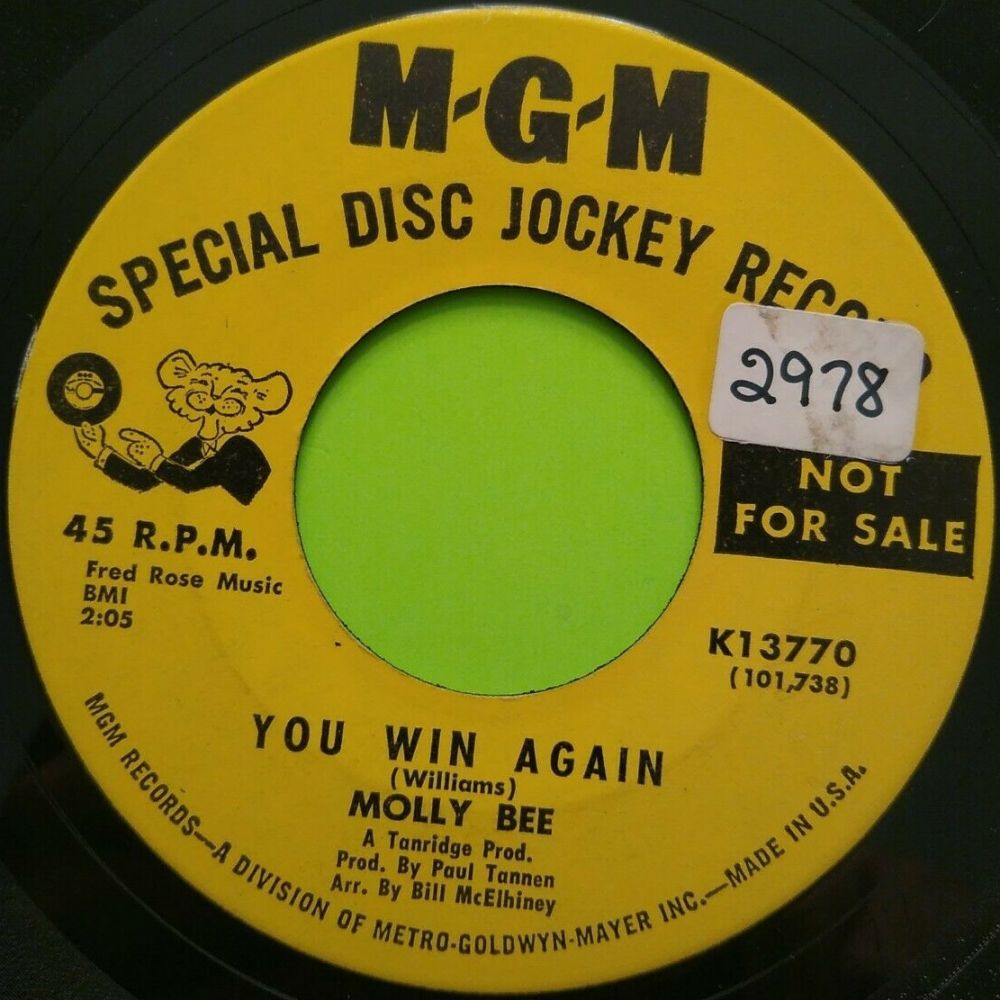 M-G-M
SPECIAL DISC JOCKEY
2978
NOT
FOR SALE
45 R.P.M.
Fred Rose Music
BMI
2:05
K13770
(101,738)
YOU WIN AGAIN
(Williams)
MOLLY BEE
A Tanridge Prod.
Prod. By Paul Tannen
Arr. By Bill McElhiney
MGM RECORDS—A DIVISION OF METRO-GOLDWYN-MAYER INC.—MADE IN U.S.A.